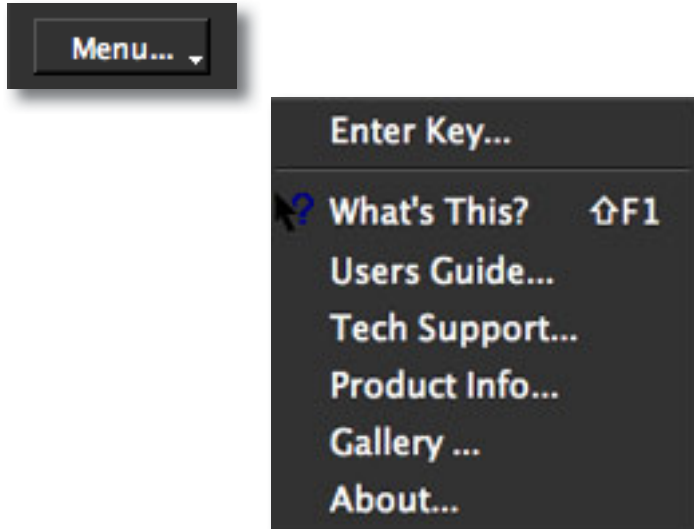 Menu...
Enter Key...
What's This? ⇧F1
Users Guide...
Tech Support...
Product Info...
Gallery ...
About...